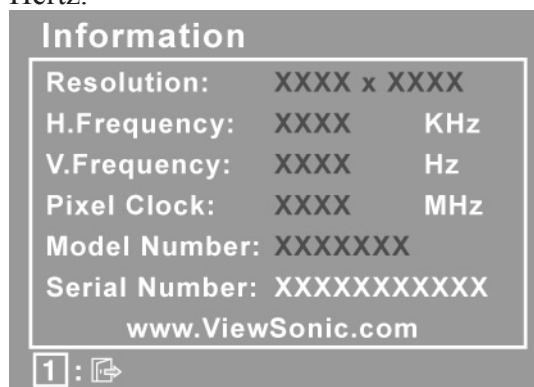 Information
Resolution: XXXX x XXXX
H.Frequency: XXXX KHz
V.Frequency: XXXX Hz
Pixel Clock: XXXX MHz
Model Number: XXXXXXX
Serial Number: XXXXXXXXXXX
www.ViewSonic.com
1 :